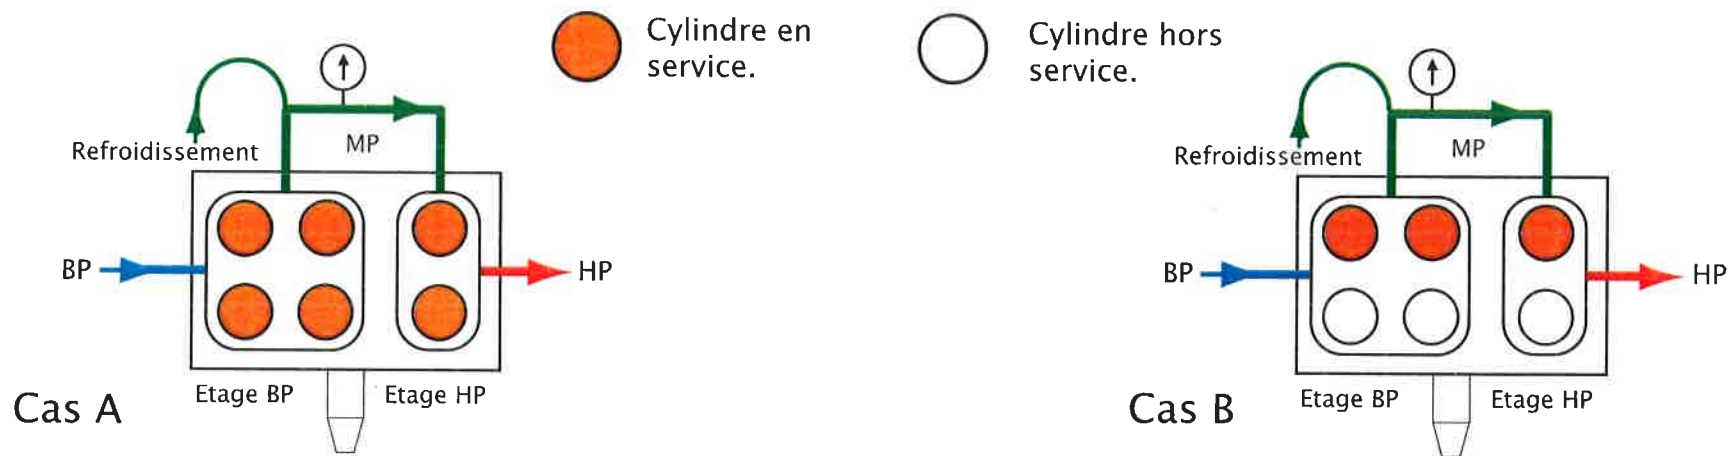 Cylindre en
service.
Cylindre hors
service.
Refroidissement
MP
BP
HP
Etage BP
Etage HP
Cas A
Refroidissement
MP
BP
HP
Etage BP
Etage HP
Cas B